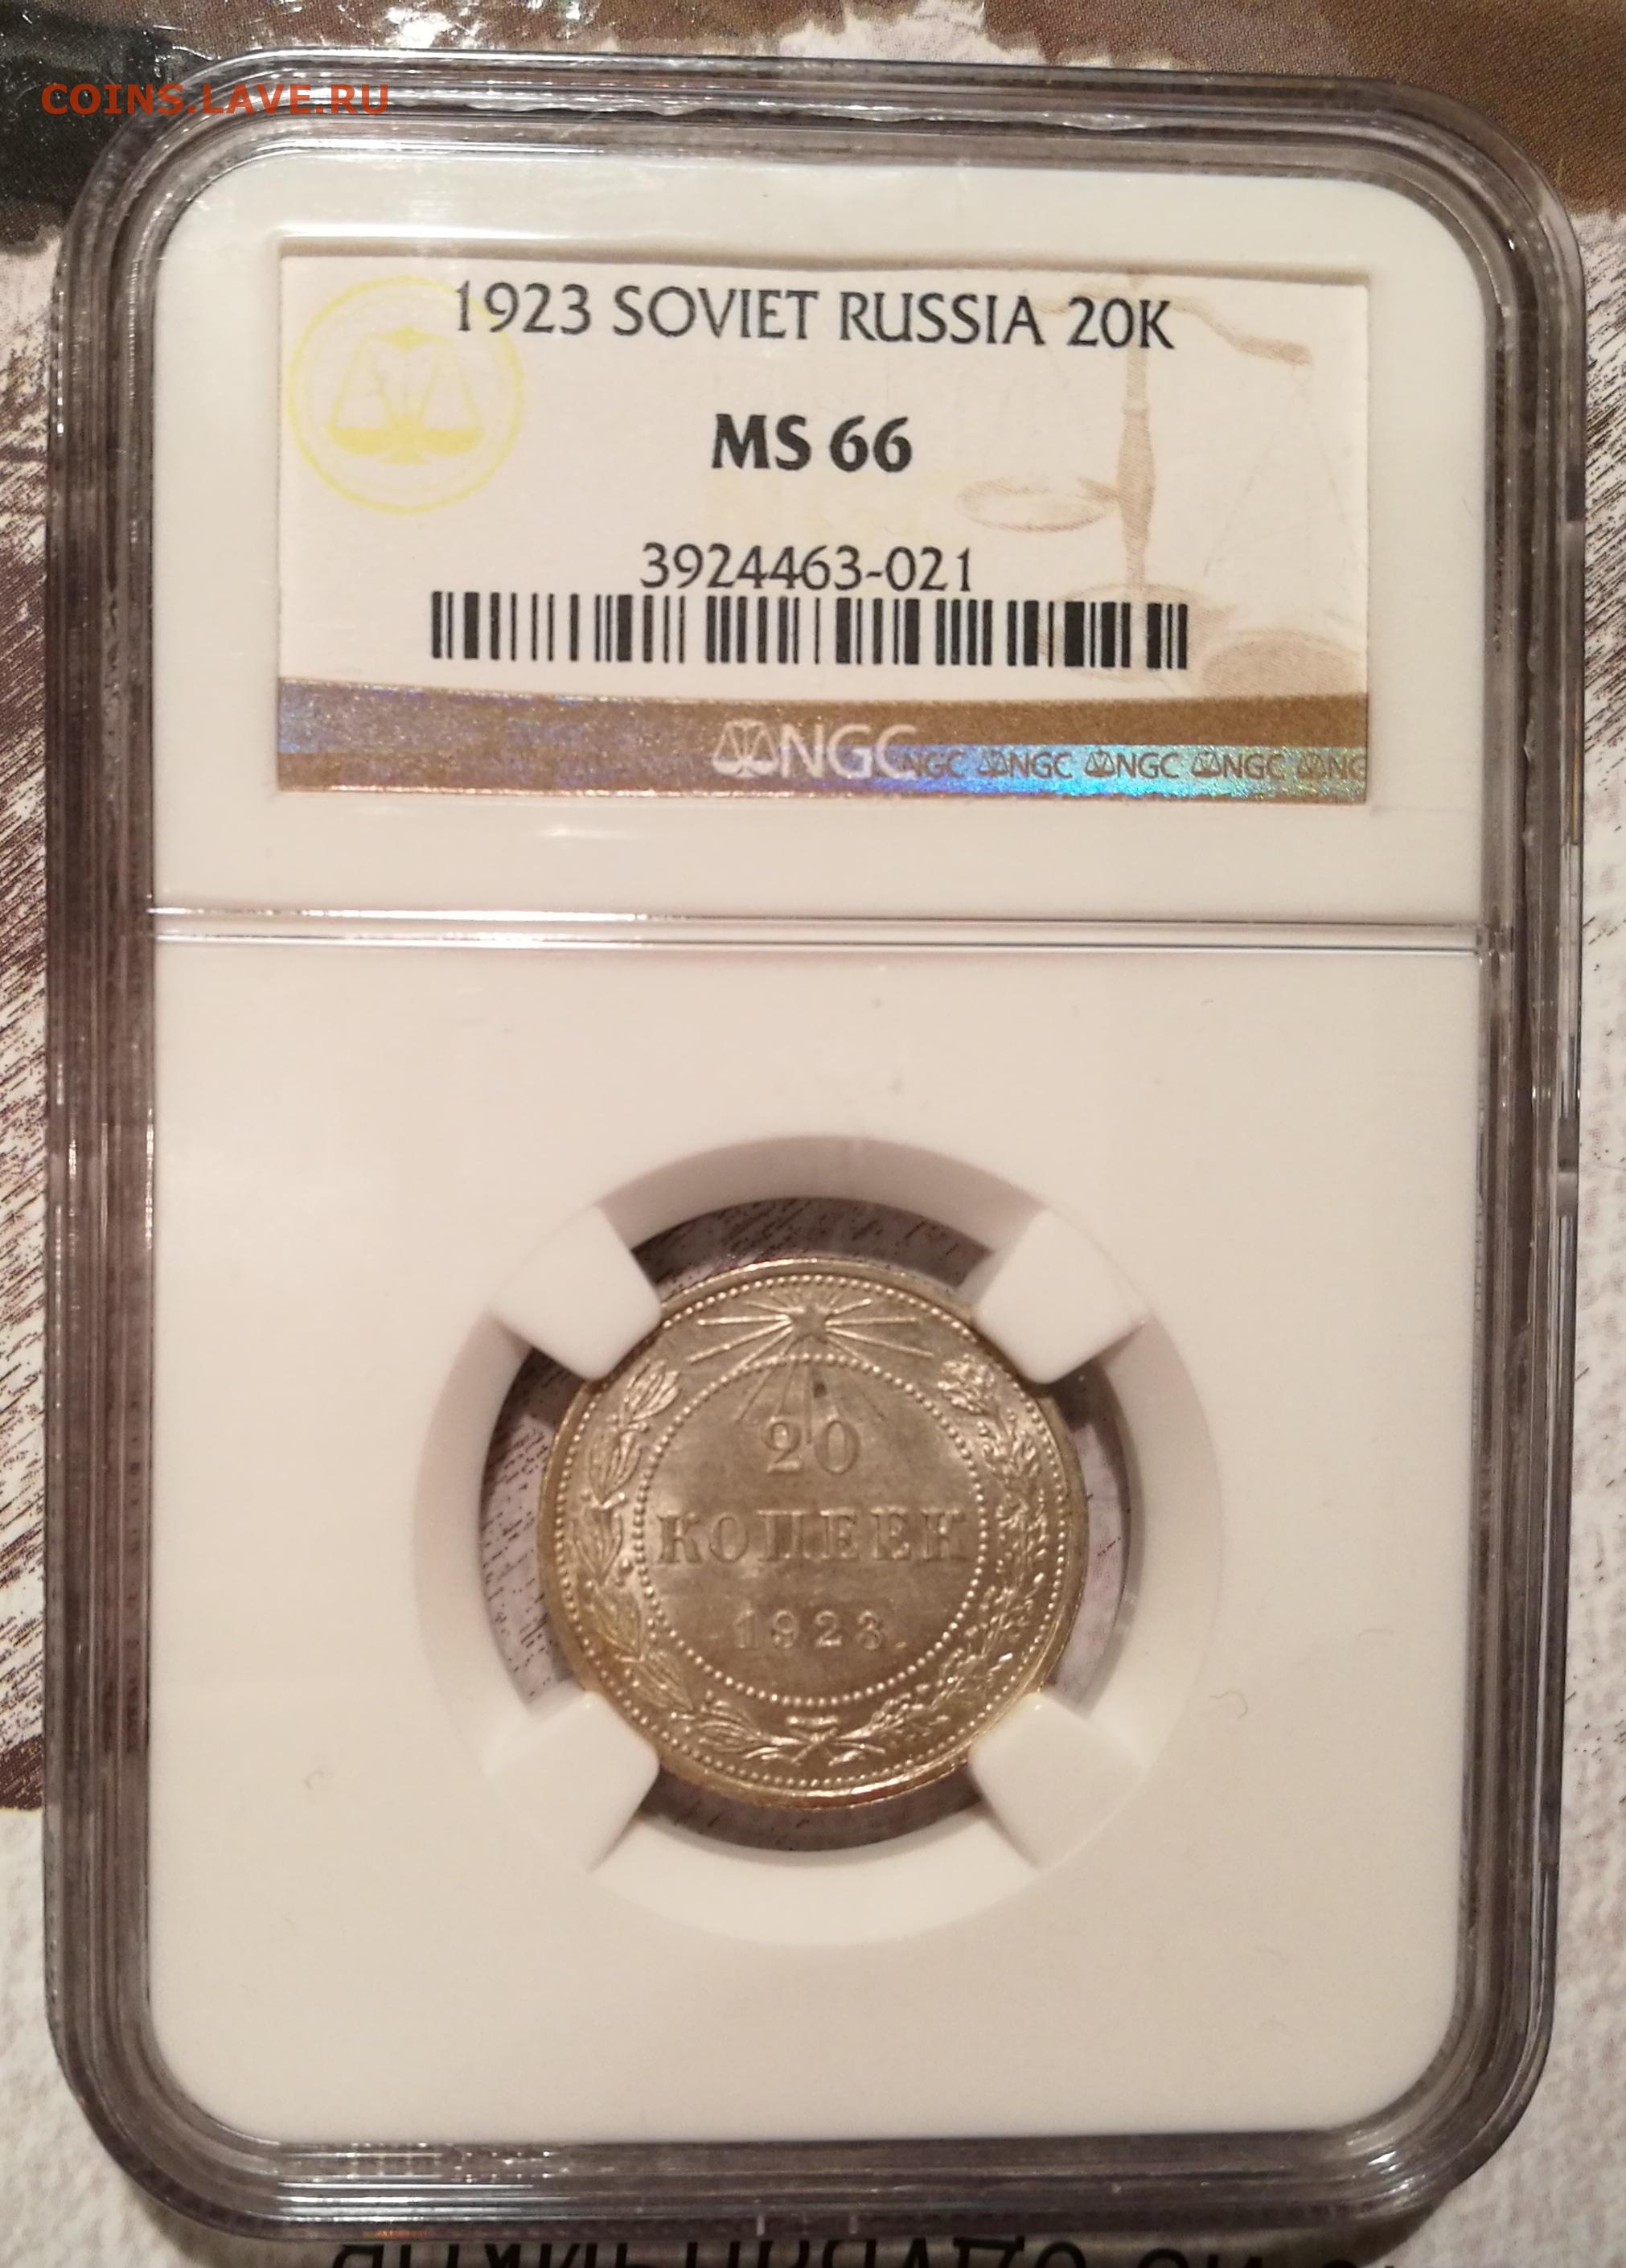 COINS.LAVE.RU
1923 SOVIET RUSSIA 20K
MS 66
3924463-021
NGC NGC NGC NGC NGC NG
20
КОПЕЕК
1923.